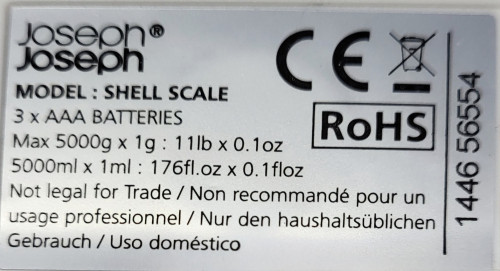 Joseph®
Joseph
MODEL : SHELL SCALE
3 x AAA BATTERIES
Max 5000g x 1g : 11lb x 0.1oz
5000ml x 1ml : 176fl.oz x 0.1floz
Not legal for Trade / Non recommandé pour un
usage professionnel / Nur den haushaltsüblichen
Gebrauch / Uso doméstico
CE
RoHS
1446 56554